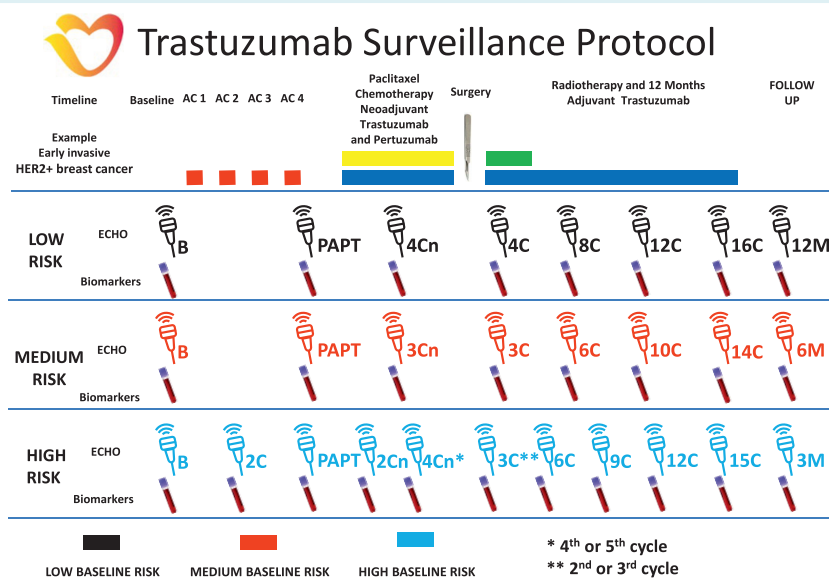 Trastuzumab Surveillance Protocol
Timeline
Baseline
AC 1
AC 2
AC 3
AC 4
Paclitaxel
Chemotherapy
Neoadjuvant
Trastuzumab
and Pertuzumab
Surgery
Radiotherapy and 12 Months
Adjuvant Trastuzumab
FOLLOW
UP
Example
Early invasive
HER2+ breast cancer
LOW
RISK
ECHO
B
PAPT
4Cn
4C
8C
12C
16C
12M
Biomarkers
MEDIUM
RISK
ECHO
B
PAPT
3Cn
3C
6C
10C
14C
6M
Biomarkers
HIGH
RISK
ECHO
B
2C
PAPT
2Cn
4Cn*
3C**
6C
9C
12C
15C
3M
Biomarkers
LOW BASELINE RISK
MEDIUM BASELINE RISK
HIGH BASELINE RISK
* 4th or 5th cycle
** 2nd or 3rd cycle